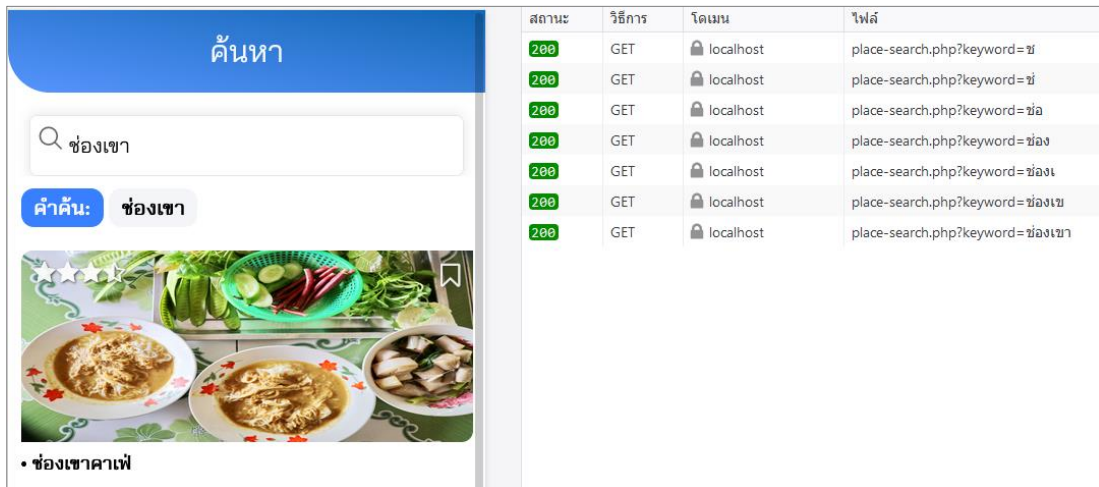 ค้นหา
ช่องเขา
คำค้น: ช่องเขา
• ช่องเขาคาเฟ่
สถานะ วิธีการ โดเมน ไฟล์
200 GET localhost place-search.php?keyword=ช
200 GET localhost place-search.php?keyword=ช่
200 GET localhost place-search.php?keyword=ช่อ
200 GET localhost place-search.php?keyword=ช่อง
200 GET localhost place-search.php?keyword=ช่องเ
200 GET localhost place-search.php?keyword=ช่องเข
200 GET localhost place-search.php?keyword=ช่องเขา